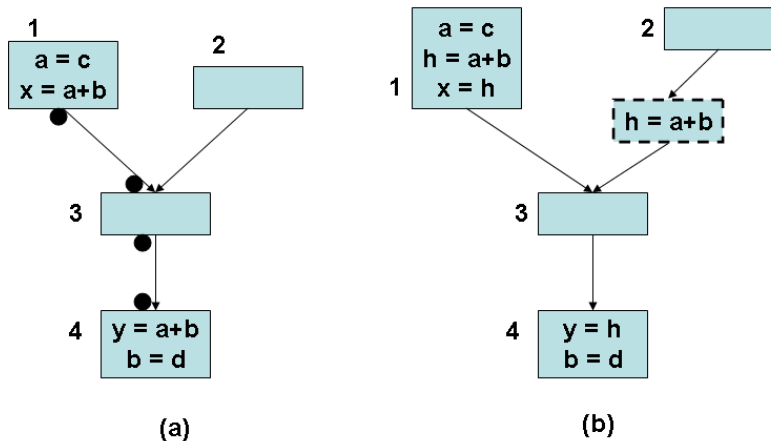 1
a = c
x = a+b
2
3
4
y = a+b
b = d
(a)
a = c
h = a+b
x = h
1
2
h = a+b
3
4
y = h
b = d
(b)